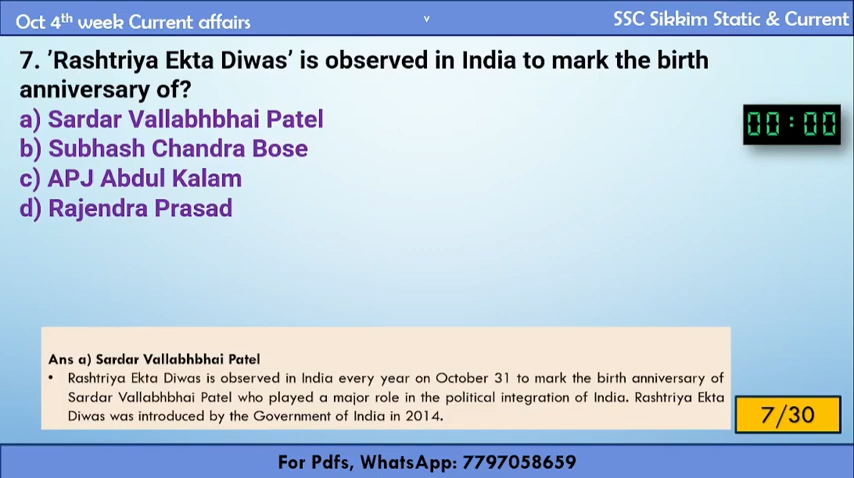 Oct 4th week Current affairs
v
SSC Sikkim Static & Current
7. ’Rashtriya Ekta Diwas’ is observed in India to mark the birth
anniversary of?
a) Sardar Vallabhbhai Patel
b) Subhash Chandra Bose
c) APJ Abdul Kalam
d) Rajendra Prasad
00:00
Ans a) Sardar Vallabhbhai Patel
• Rashtriya Ekta Diwas is observed in India every year on October 31 to mark the birth anniversary of
Sardar Vallabhbhai Patel who played a major role in the political integration of India. Rashtriya Ekta
Diwas was introduced by the Government of India in 2014.
7/30
For Pdfs, WhatsApp: 7797058659